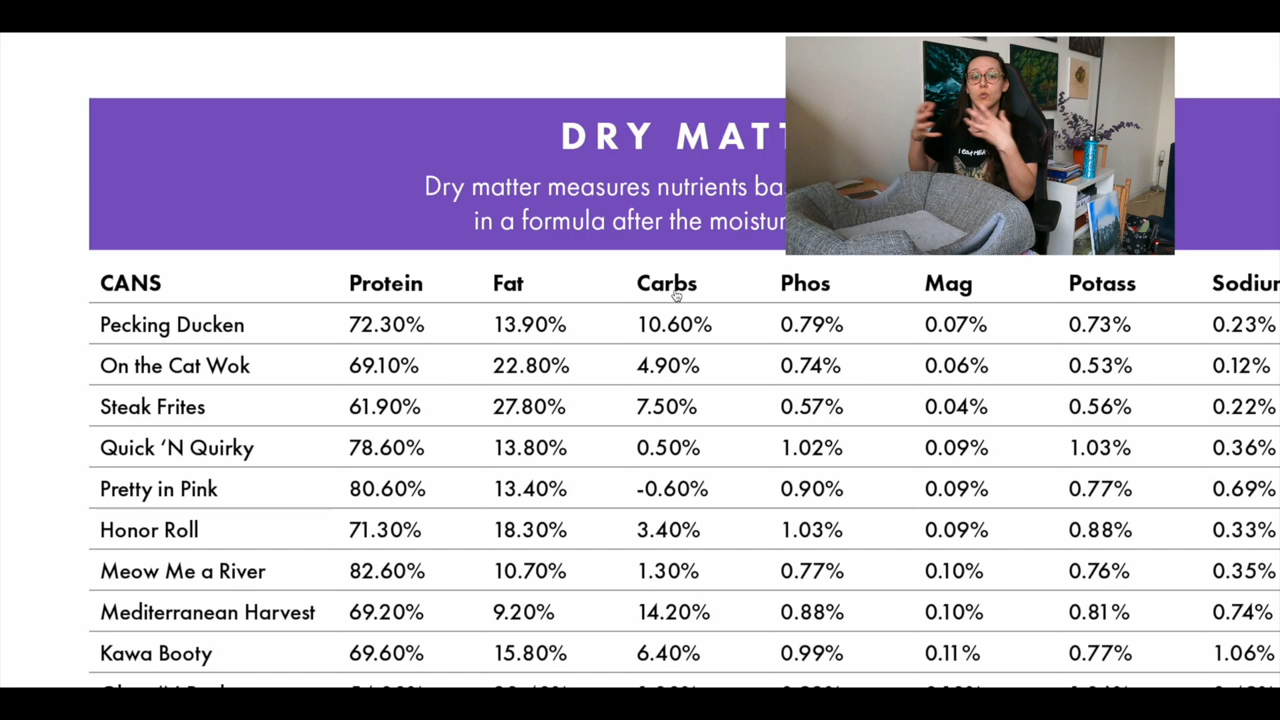 DRY MATT
Dry matter measures nutrients ba
in a formula after the moistur
I EAT MEAT
CANS Protein Fat Carbs Phos Mag Potass Sodiur
Pecking Ducken 72.30% 13.90% 10.60% 0.79% 0.07% 0.73% 0.23%
On the Cat Wok 69.10% 22.80% 4.90% 0.74% 0.06% 0.53% 0.12%
Steak Frites 61.90% 27.80% 7.50% 0.57% 0.04% 0.56% 0.22%
Quick ‘N Quirky 78.60% 13.80% 0.50% 1.02% 0.09% 1.03% 0.36%
Pretty in Pink 80.60% 13.40% -0.60% 0.90% 0.09% 0.77% 0.69%
Honor Roll 71.30% 18.30% 3.40% 1.03% 0.09% 0.88% 0.33%
Meow Me a River 82.60% 10.70% 1.30% 0.77% 0.10% 0.76% 0.35%
Mediterranean Harvest 69.20% 9.20% 14.20% 0.88% 0.10% 0.81% 0.74%
Kawa Booty 69.60% 15.80% 6.40% 0.99% 0.11% 0.77% 1.06%